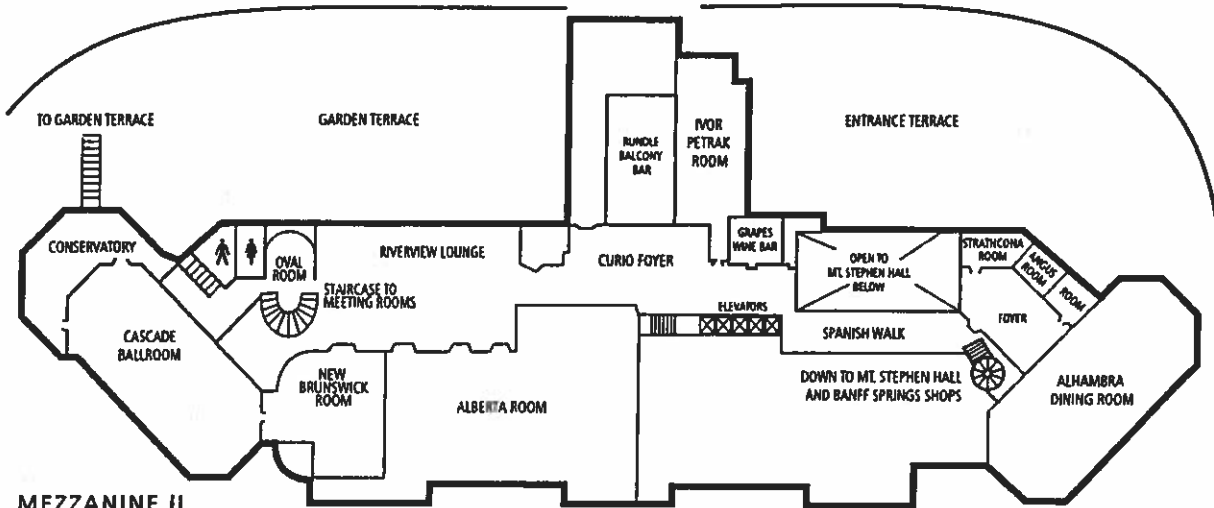 TO GARDEN TERRACE
GARDEN TERRACE
RUNDLE
BALCONY
BAR
IVOR
PETRAK
ROOM
ENTRANCE TERRACE
CONSERVATORY
OVAL
ROOM
RIVERVIEW LOUNGE
CURIO FOYER
GRAPES
WINE BAR
OPEN TO
MT. STEPHEN HALL
BELOW
STRATHCONA
ROOM
ANGUS
ROOM
ROOM
STAIRCASE TO
MEETING ROOMS
ELEVATORS
FOYER
CASCADE
BALLROOM
SPANISH WALK
NEW
BRUNSWICK
ROOM
ALBERTA ROOM
DOWN TO MT. STEPHEN HALL
AND BANFF SPRINGS SHOPS
ALHAMBRA
DINING ROOM
MEZZANINE II